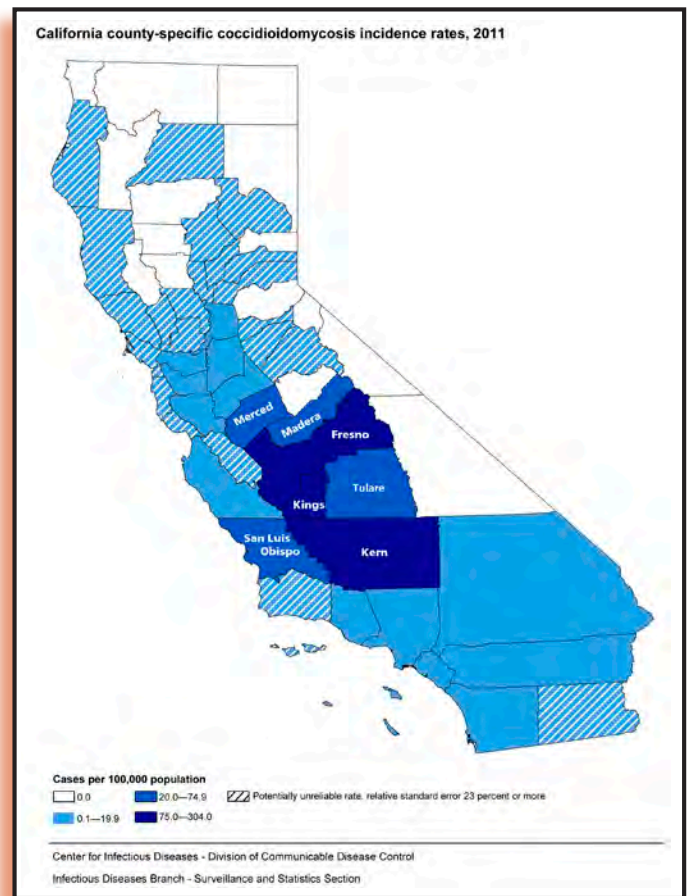 California county-specific coccidioidomycosis incidence rates, 2011
Merced
Madera
Fresno
Tulare
Kings
San Luis
Obispo
Kern
Cases per 100,000 population
0.0
20.0—74.9
Potentially unreliable rate, relative standard error 23 percent or more
0.1—19.9
75.0—304.0
Center for Infectious Diseases - Division of Communicable Disease Control
Infectious Diseases Branch - Surveillance and Statistics Section